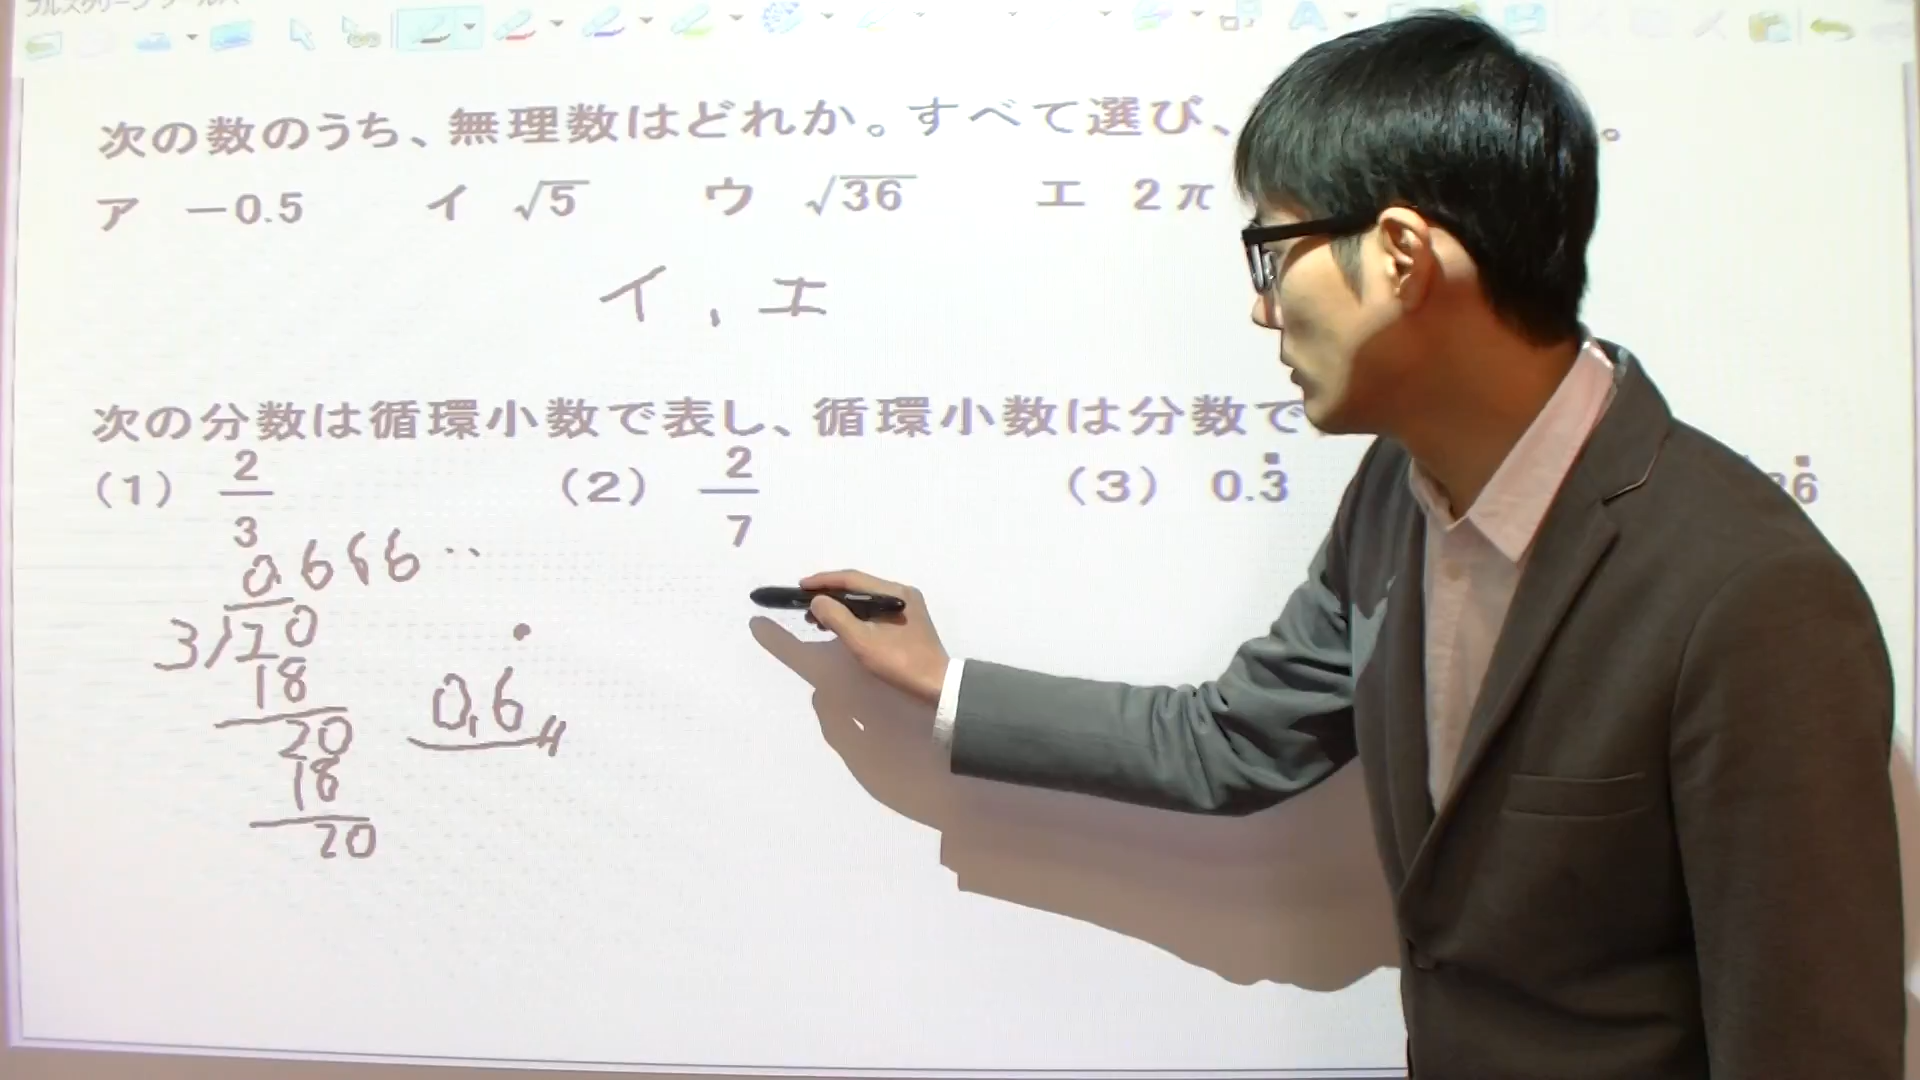 次の数のうち、無理数はどれか。すべて選び、
。
ア －0.5 イ √5 ウ √36 エ 2π
イ , エ
次の分数は循環小数で表し、循環小数は分数で
(1) 2/3 (2) 2/7 (3) 0.3̇
6̇
0.666 ‥
3)20
18
20
18
20
0.6̇